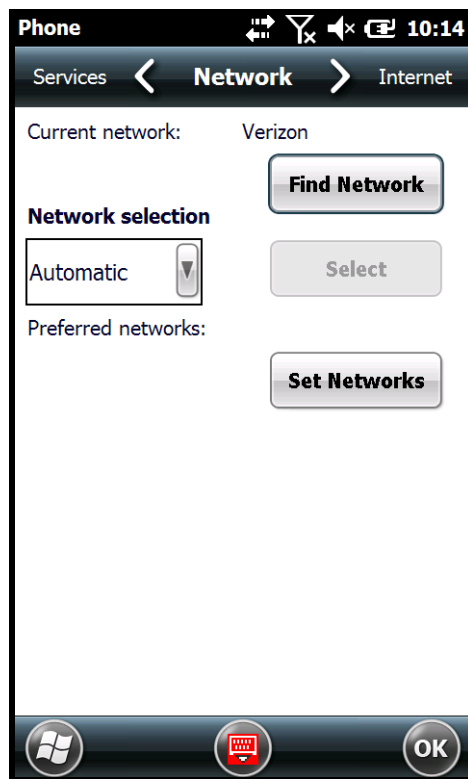 Phone 10:14
Services Network Internet
Current network: Verizon
Find Network
Network selection
Automatic Select
Preferred networks:
Set Networks
OK